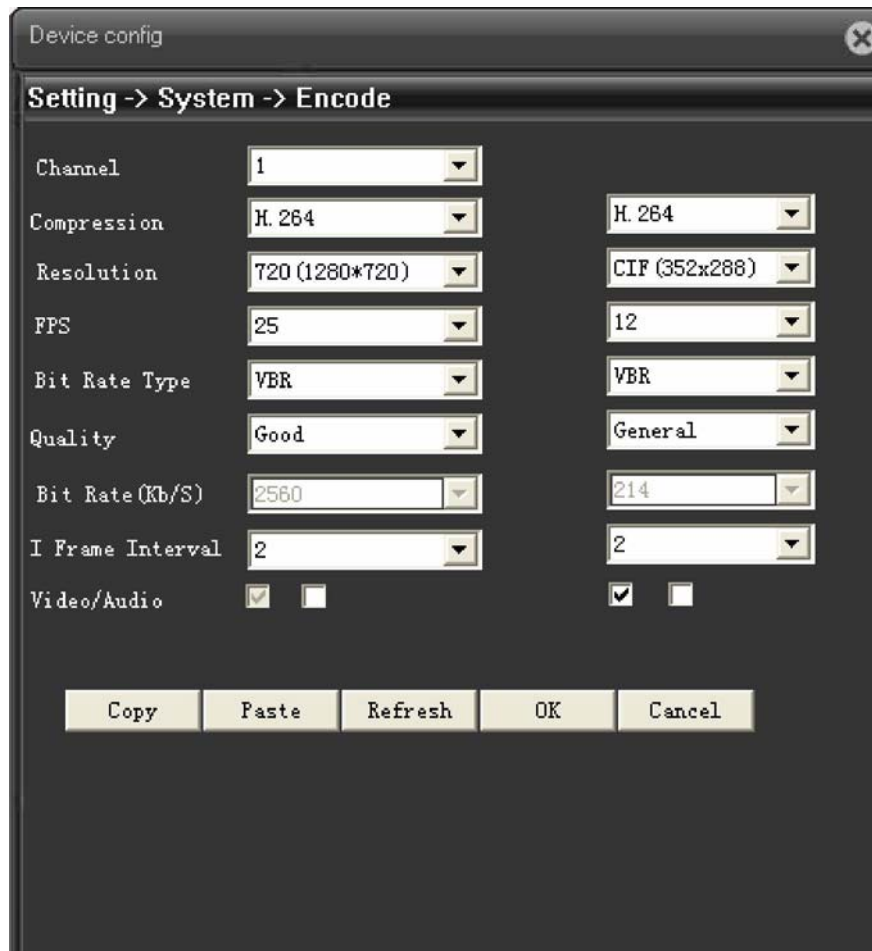 Device config
Setting -> System -> Encode
Channel 1
Compression H.264 H.264
Resolution 720(1280*720) CIF(352x288)
FPS 25 12
Bit Rate Type VBR VBR
Quality Good General
Bit Rate(Kb/S) 2560 214
I Frame Interval 2 2
Video/Audio
Copy Paste Refresh OK Cancel